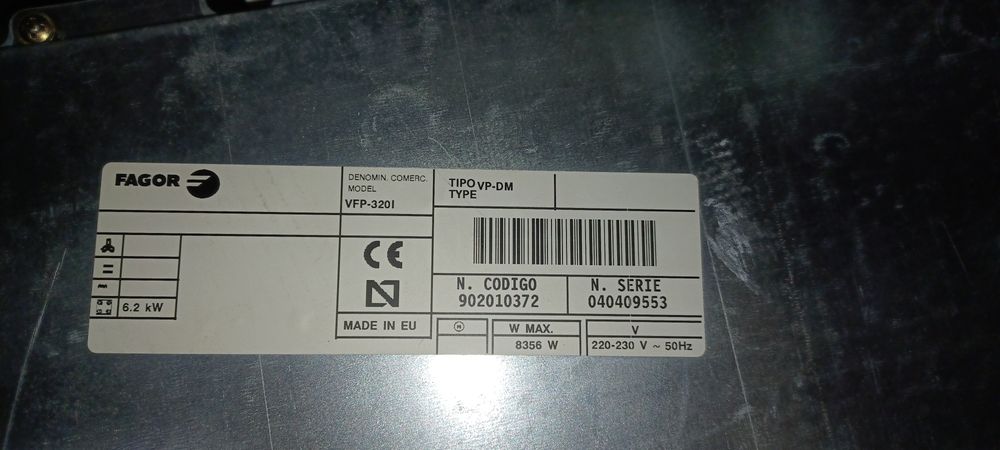 FAGOR
DENOMIN. COMERC.
MODEL
VFP-320I
TIPO VP-DM
TYPE
6.2 kW
CE
N
MADE IN EU
N. CODIGO
902010372
N. SERIE
040409553
W MAX.
8356 W
V
220-230 V ~ 50Hz